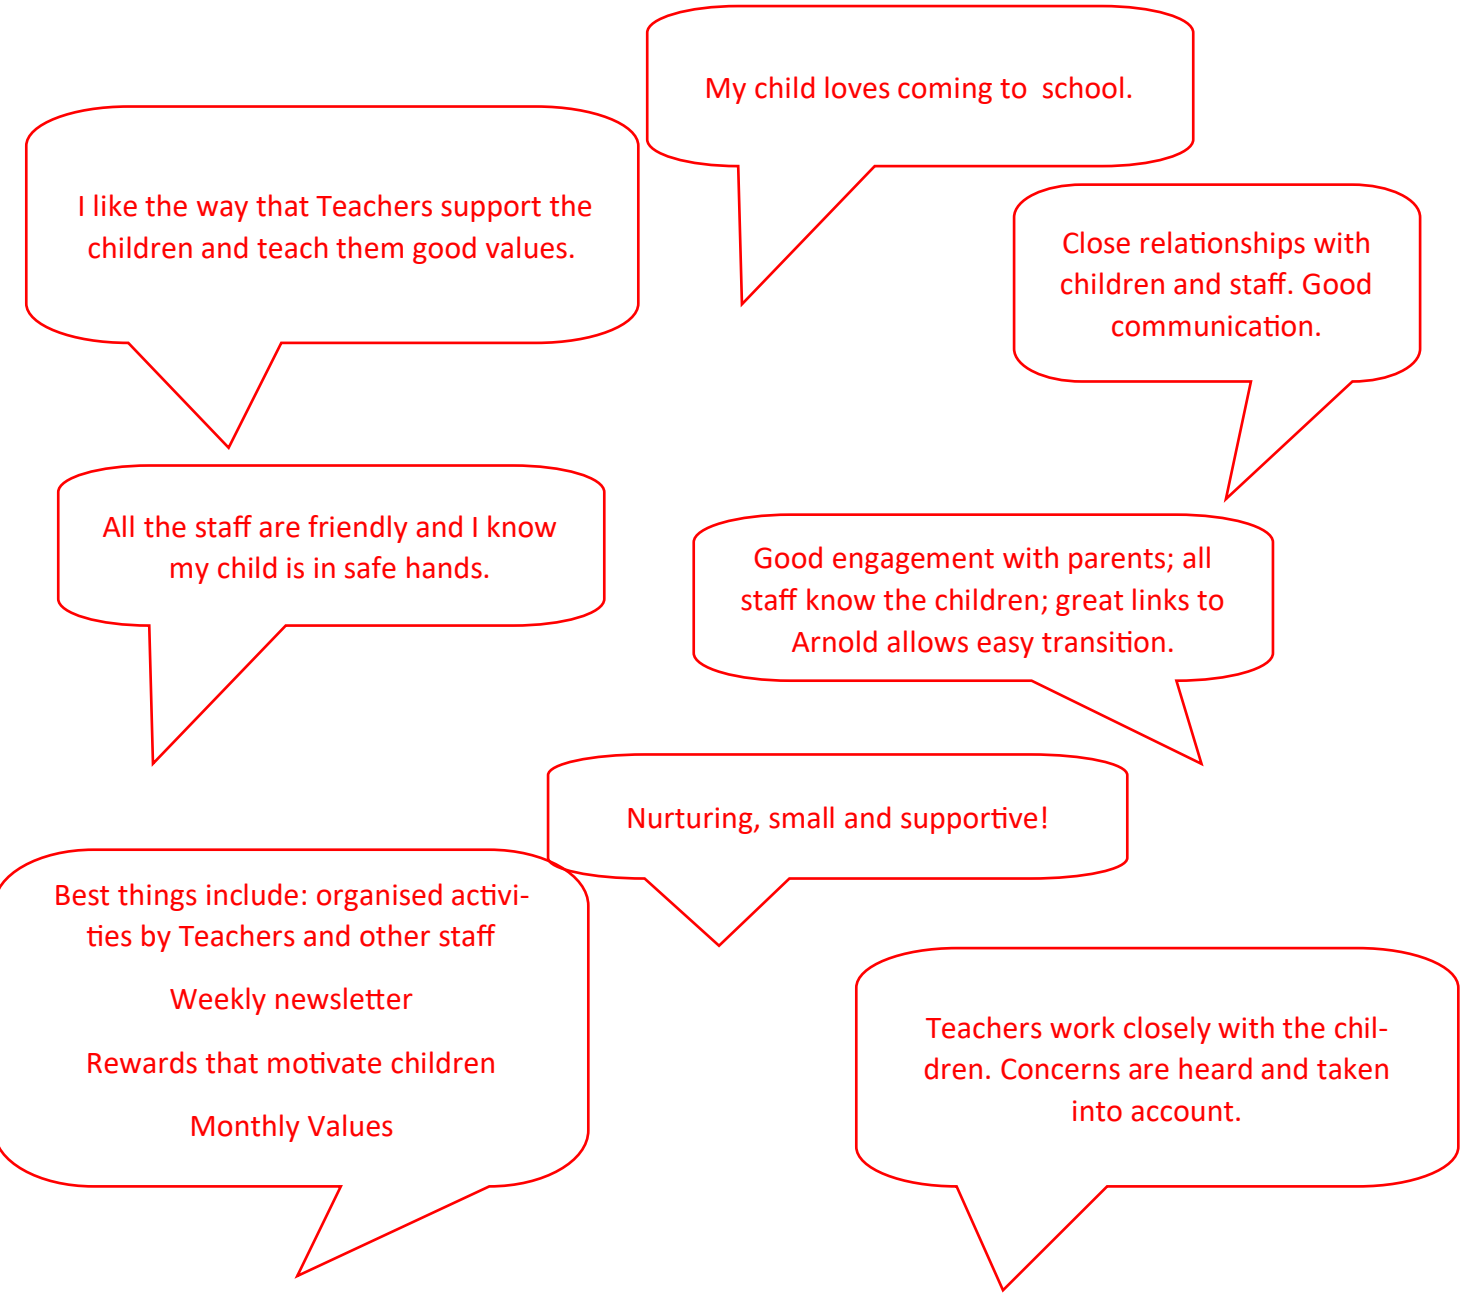 My child loves coming to  school.
I like the way that Teachers support the
children and teach them good values.
Close relationships with
children and staff. Good
communication.
All the staff are friendly and I know
my child is in safe hands.
Good engagement with parents; all
staff know the children; great links to
Arnold allows easy transition.
Nurturing, small and supportive!
Best things include: organised activi-
ties by Teachers and other staff
Weekly newsletter
Rewards that motivate children
Monthly Values
Teachers work closely with the chil-
dren. Concerns are heard and taken
into account.